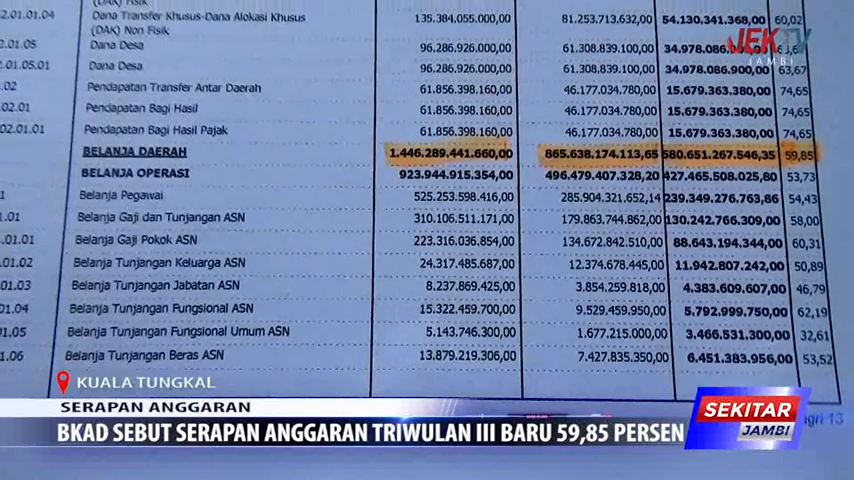 (DAK) Fisik
2.01.01.04 Dana Transfer Khusus-Dana Alokasi Khusus 135.384.055.000,00 81.253.713.632,00 54.130.341.368,00 60,02
(DAK) Non Fisik
2.01.05 Dana Desa 96.286.926.000,00 61.308.839.100,00 34.978.086.900,00
2.01.05.01 Dana Desa 96.286.926.000,00 61.308.839.100,00 34.978.086.900,00 63,67
.02 Pendapatan Transfer Antar Daerah 61.856.398.160,00 46.177.034.780,00 15.679.363.380,00 74,65
02.01 Pendapatan Bagi Hasil 61.856.398.160,00 46.177.034.780,00 15.679.363.380,00 74,65
02.01.01 Pendapatan Bagi Hasil Pajak 61.856.398.160,00 46.177.034.780,00 15.679.363.380,00 74,65
BELANJA DAERAH 1.446.289.441.660,00 865.638.174.113,65 580.651.267.546,35 59,85
BELANJA OPERASI 923.944.915.354,00 496.479.407.328,20 427.465.508.025,80 53,73
1 Belanja Pegawai 525.253.598.416,00 285.904.321.652,14 239.349.276.763,86 54,43
1.01 Belanja Gaji dan Tunjangan ASN 310.106.511.171,00 179.863.744.862,00 130.242.766.309,00 58,00
.01.01 Belanja Gaji Pokok ASN 223.316.036.854,00 134.672.842.510,00 88.643.194.344,00 60,31
.01.02 Belanja Tunjangan Keluarga ASN 24.317.485.687,00 12.374.678.445,00 11.942.807.242,00 50,89
01.03 Belanja Tunjangan Jabatan ASN 8.237.869.425,00 3.854.259.818,00 4.383.609.607,00 46,79
01.04 Belanja Tunjangan Fungsional ASN 15.322.459.700,00 9.529.459.950,00 5.792.999.750,00 62,19
1.05 Belanja Tunjangan Fungsional Umum ASN 5.143.746.300,00 1.677.215.000,00 3.466.531.300,00 32,61
1.06 Belanja Tunjangan Beras ASN 13.879.219.306,00 7.427.835.350,00 6.451.383.956,00 53,52
JEK TV
JAMBI
KUALA TUNGKAL
SERAPAN ANGGARAN
BKAD SEBUT SERAPAN ANGGARAN TRIWULAN III BARU 59,85 PERSEN
SEKITAR
JAMBI
13